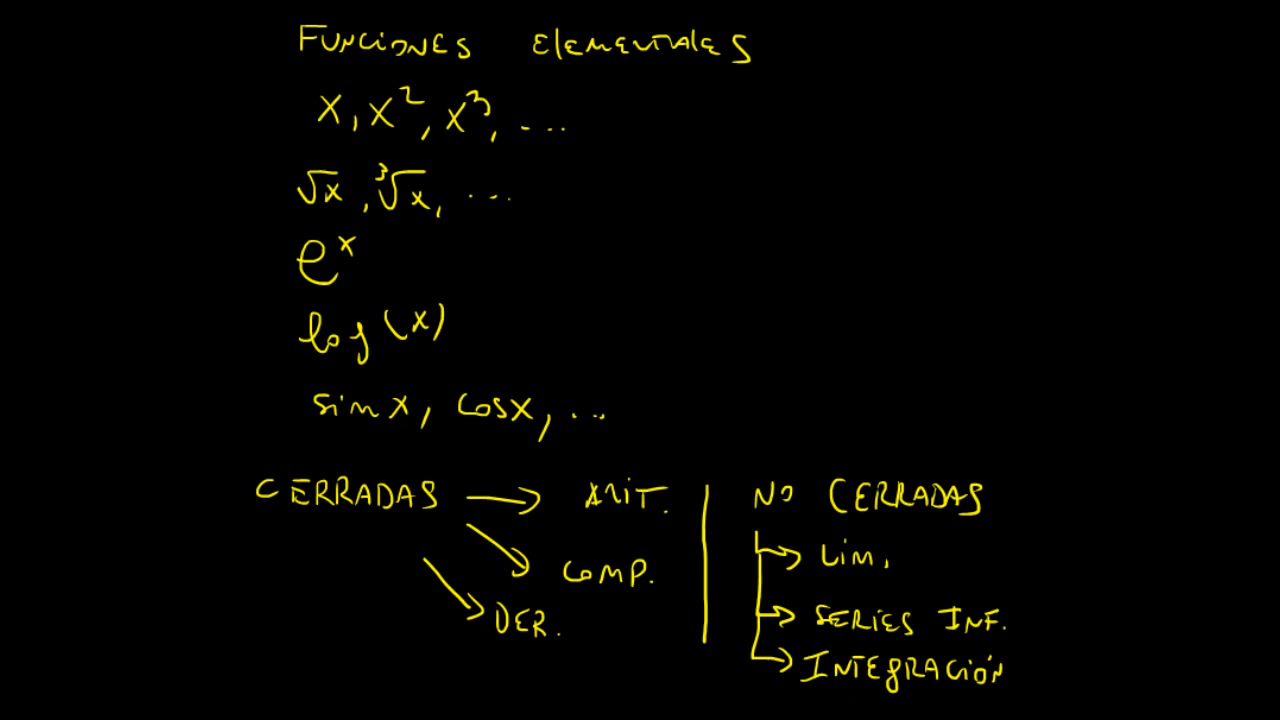 FUNCIONES ELEMENTALES
x, x², x³, ....
√x, ∛x, ...
eˣ
log(x)
sin x, cos x, ...
CERRADAS → ARIT. | NO CERRADAS
→ COMP. → LIM.
→ DER. → SERIES INF.
→ INTEGRACIÓN